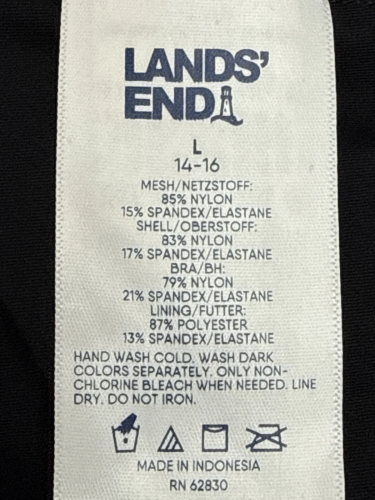 LANDS'
END
L
14-16
MESH/NETZSTOFF:
85% NYLON
15% SPANDEX/ELASTANE
SHELL/OBERSTOFF:
83% NYLON
17% SPANDEX/ELASTANE
BRA/BH:
79% NYLON
21% SPANDEX/ELASTANE
LINING/FUTTER:
87% POLYESTER
13% SPANDEX/ELASTANE
HAND WASH COLD. WASH DARK
COLORS SEPARATELY. ONLY NON-
CHLORINE BLEACH WHEN NEEDED. LINE
DRY. DO NOT IRON.
MADE IN INDONESIA
RN 62830